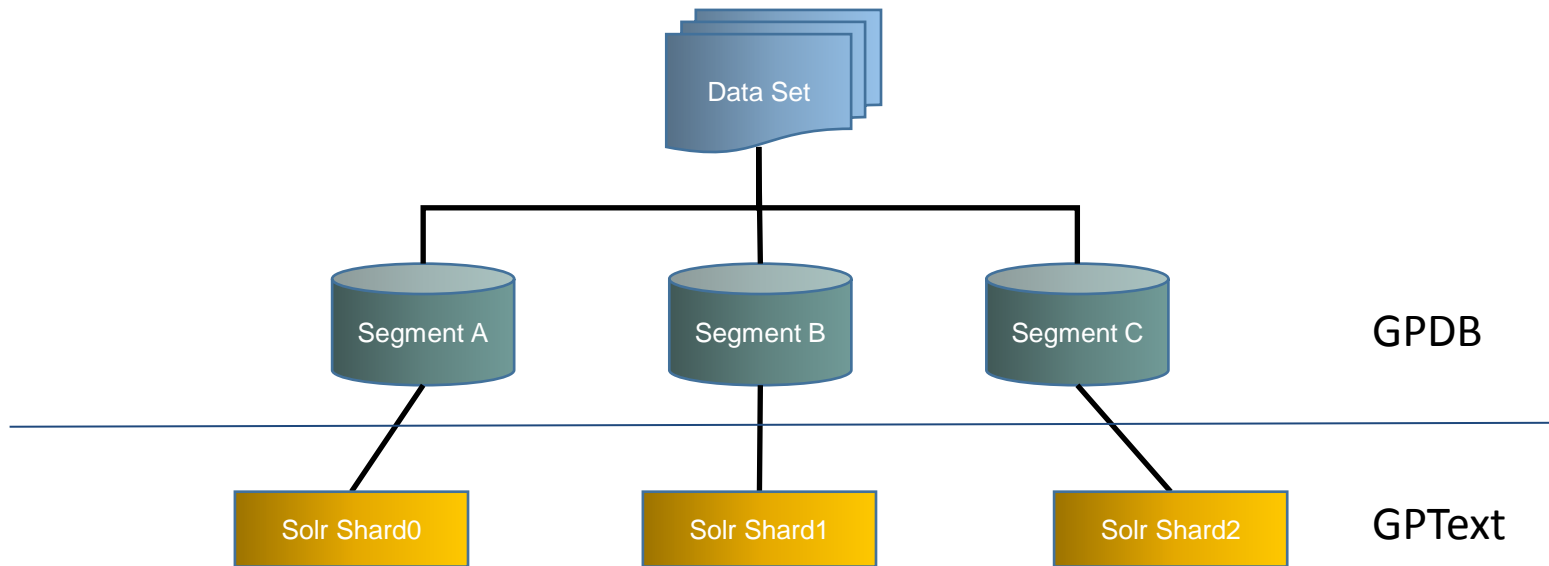 Data Set
Segment A
Segment B
Segment C
GPDB
Solr Shard0
Solr Shard1
Solr Shard2
GPText